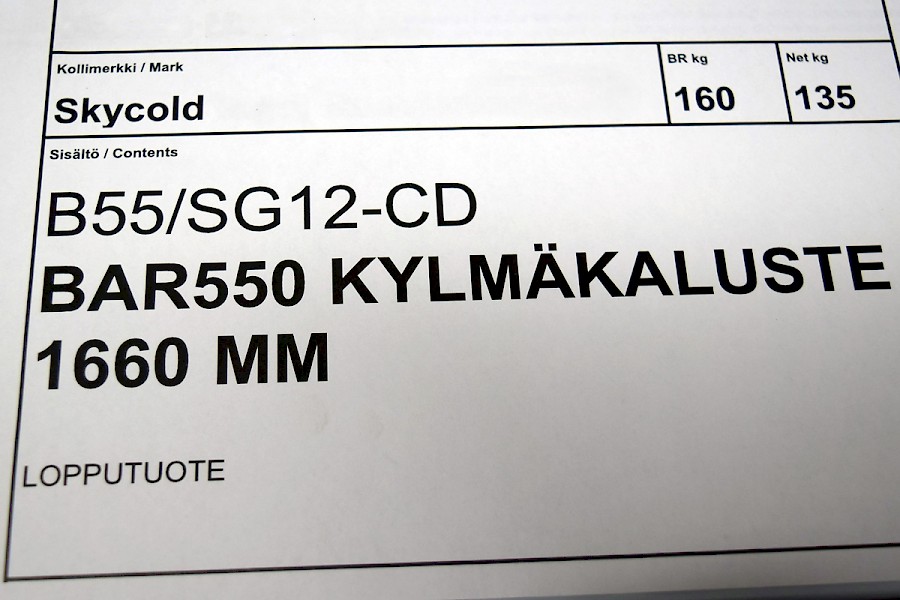 Kollimerkki / Mark
Skycold
BR kg
160
Net kg
135
Sisältö / Contents
B55/SG12-CD
BAR550 KYLMÄKALUSTE
1660 MM
LOPPUTUOTE